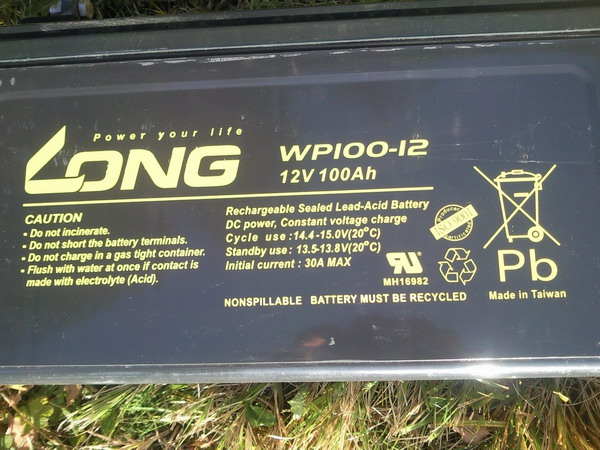 Power your life
LONG
WP100-12
12V 100Ah
CAUTION
- Do not incinerate.
- Do not short the battery terminals.
- Do not charge in a gas tight container.
- Flush with water at once if contact is
made with electrolyte (Acid).
Rechargeable Sealed Lead-Acid Battery
DC power, Constant voltage charge
Cycle use : 14.4-15.0V(20°C)
Standby use : 13.5-13.8V(20°C)
Initial current : 30A MAX
Producer
ISO-9001
Certificated
MH16982
Pb
Made in Taiwan
NONSPILLABLE BATTERY MUST BE RECYCLED